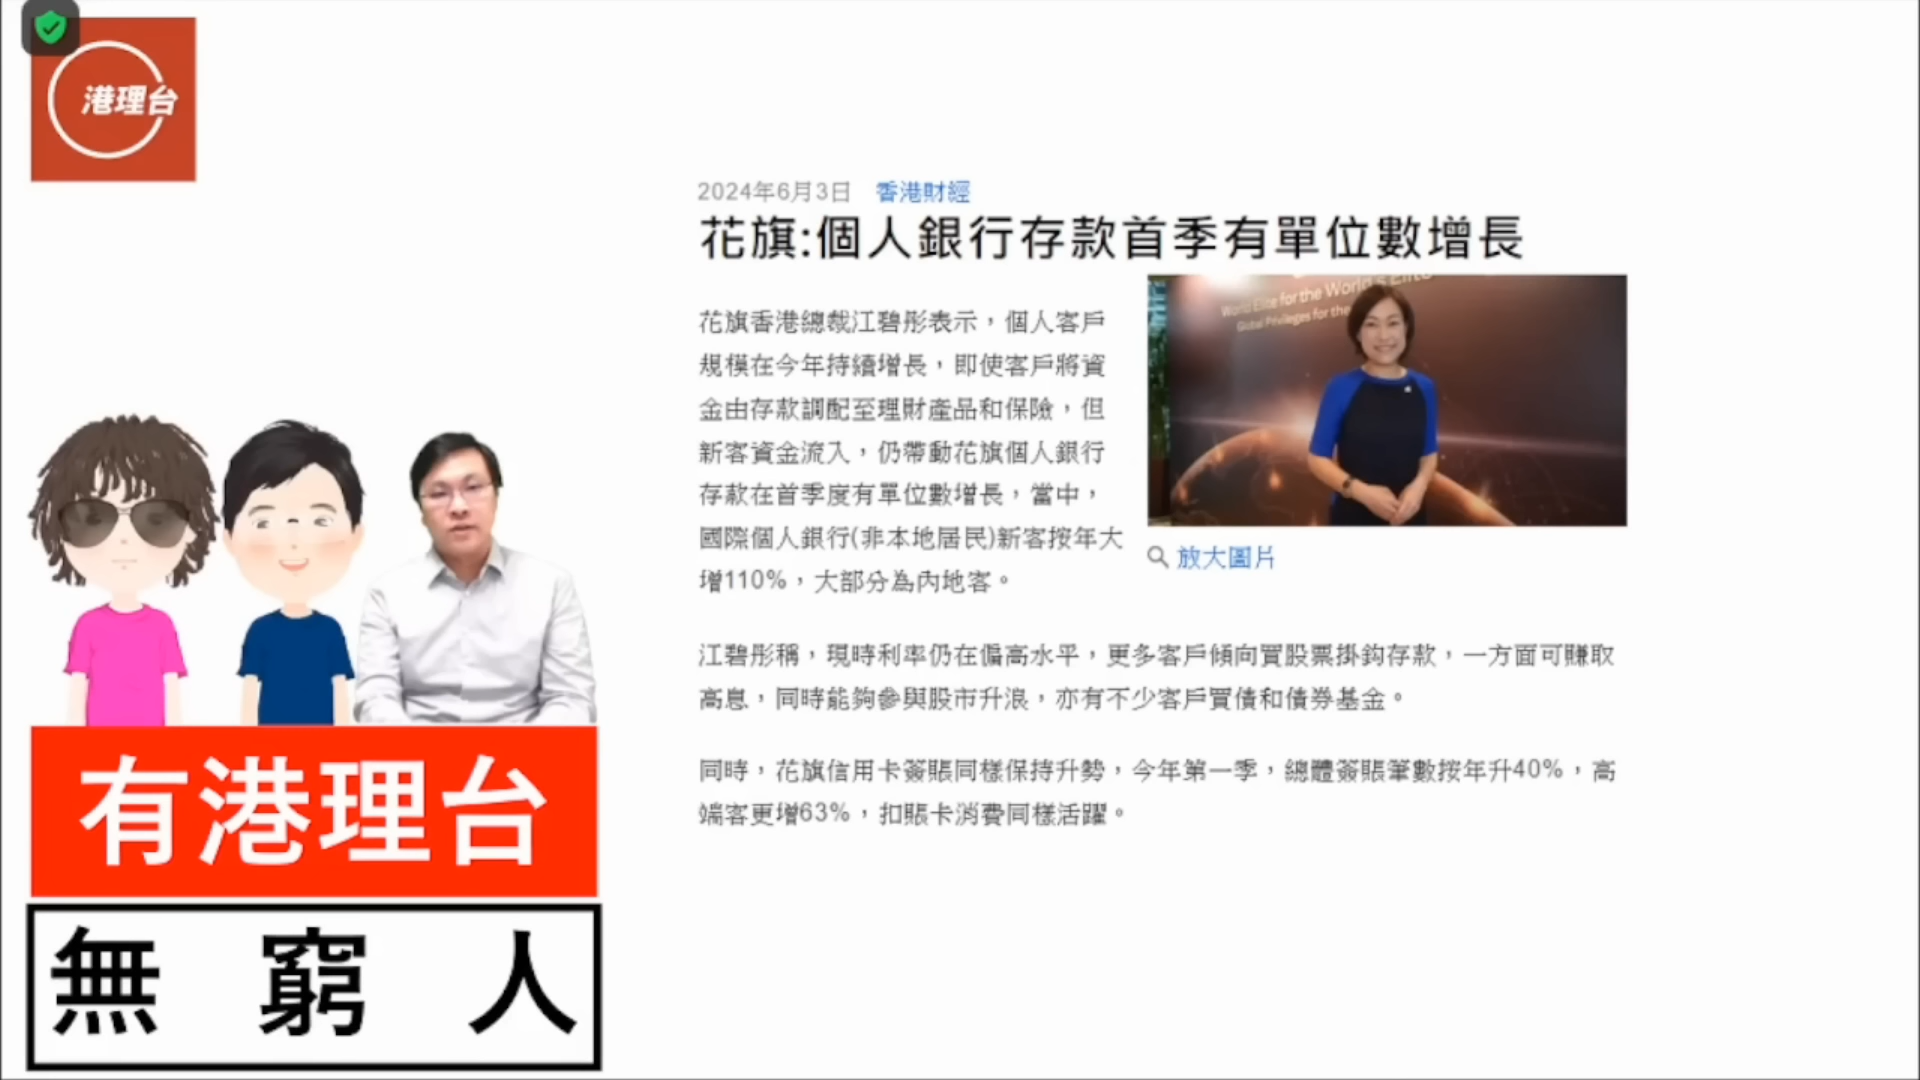 港理台
2024年6月3日 香港財經
花旗:個人銀行存款首季有單位數增長
花旗香港總裁江碧彤表示，個人客戶
規模在今年持續增長，即使客戶將資
金由存款調配至理財產品和保險，但
新客資金流入，仍帶動花旗個人銀行
存款在首季度有單位數增長，當中，
國際個人銀行(非本地居民)新客按年大
增110%，大部分為內地客。
World Elite for the World's Elite
Global Privileges for the
放大圖片
江碧彤稱，現時利率仍在偏高水平，更多客戶傾向買股票掛鈎存款，一方面可賺取
高息，同時能夠參與股市升浪，亦有不少客戶買債和債券基金。
同時，花旗信用卡簽賬同樣保持升勢，今年第一季，總體簽賬筆數按年升40%，高
端客更增63%，扣賬卡消費同樣活躍。
有港理台
無窮人